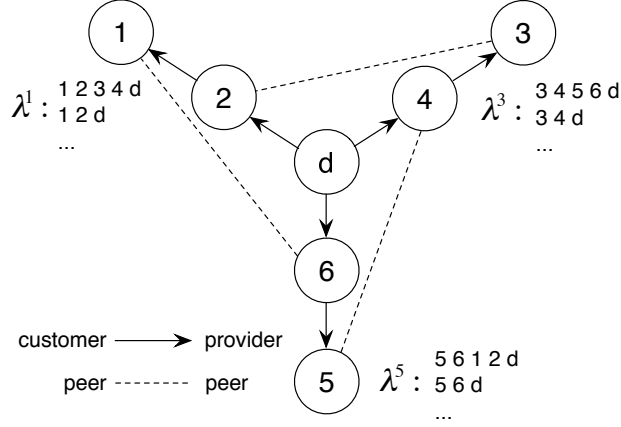 1
3
2
4
λ¹ : 1 2 3 4 d
1 2 d
...
λ³ : 3 4 5 6 d
3 4 d
...
d
6
customer provider
peer peer
5
λ⁵ : 5 6 1 2 d
5 6 d
...